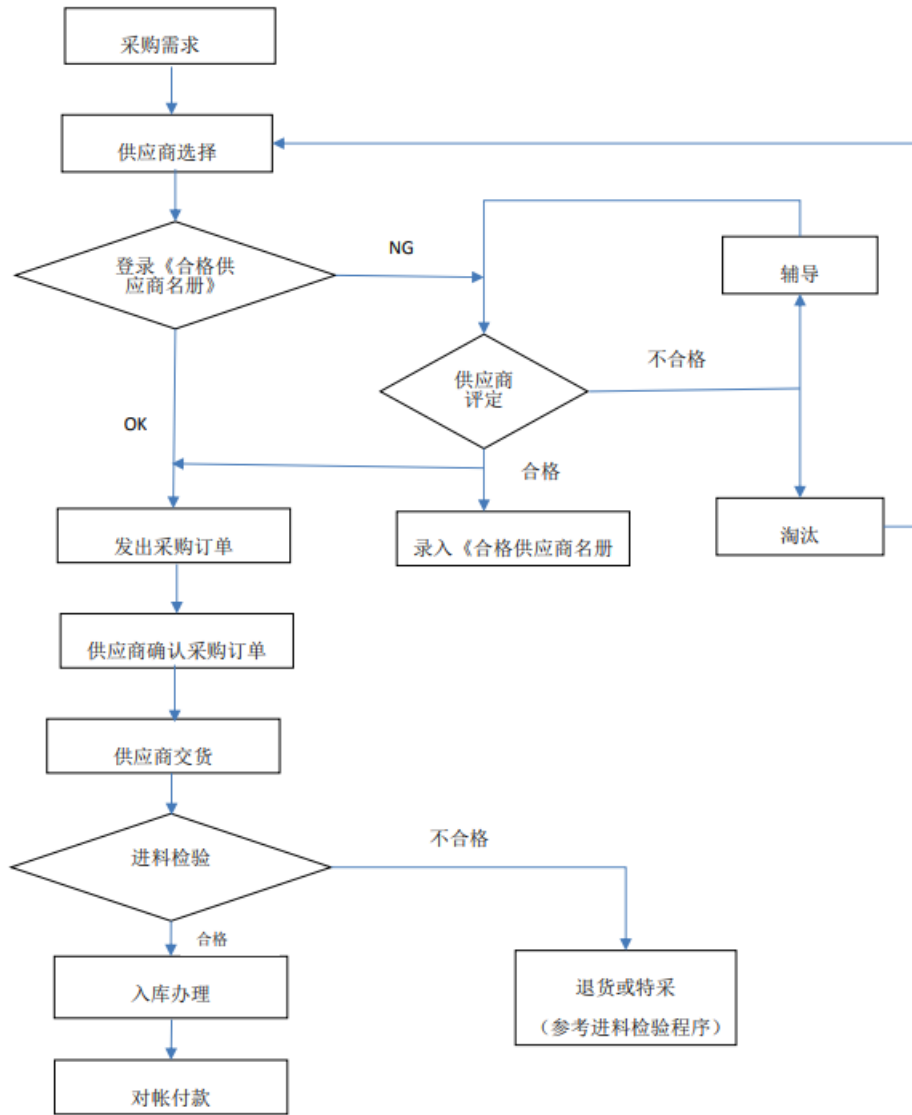 采购需求
供应商选择
登录《合格供
应商名册》
NG
辅导
供应商
评定
不合格
OK
合格
发出采购订单
录入《合格供应商名册
淘汰
供应商确认采购订单
供应商交货
进料检验
不合格
合格
入库办理
退货或特采
（参考进料检验程序）
对帐付款